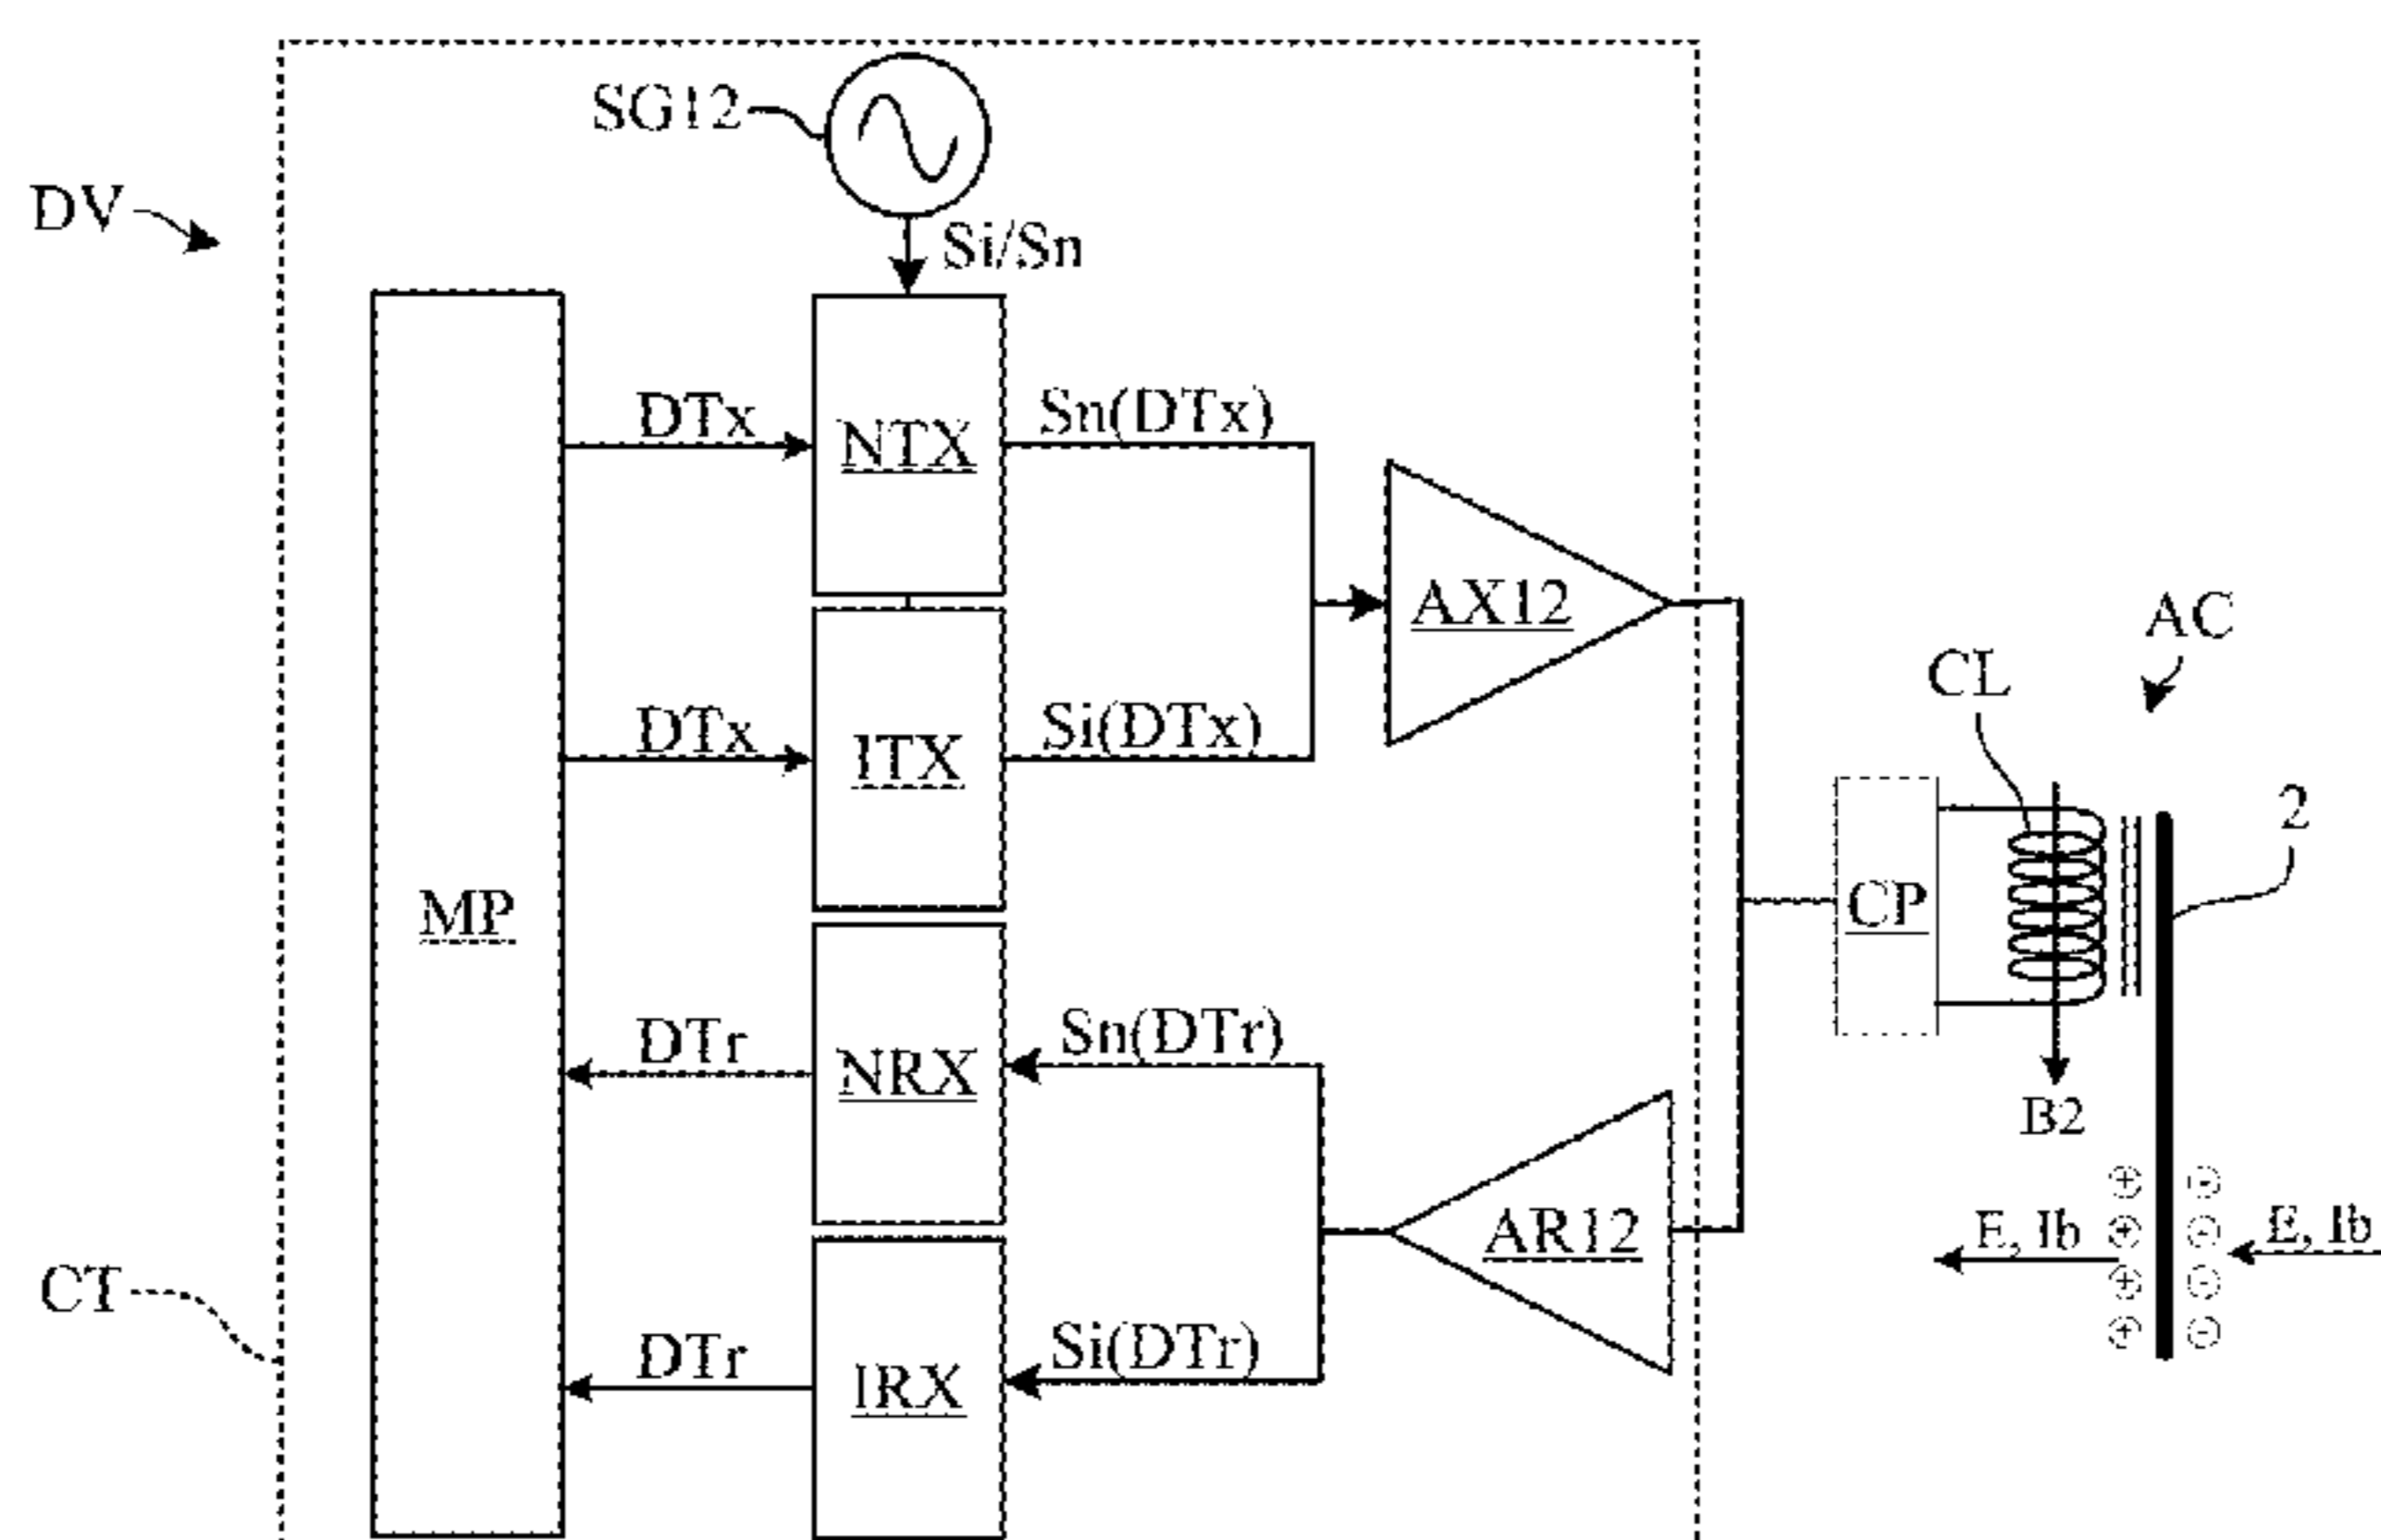 SG12
DV
Si/Sn
DTx
NTX
Sn(DTx)
AX12
AC
CL
DTx
ITX
Si(DTx)
2
MP
CP
DTr
NRX
Sn(DTr)
B2
AR12
E, Ib
E, Ib
CT
DTr
IRX
Si(DTr)